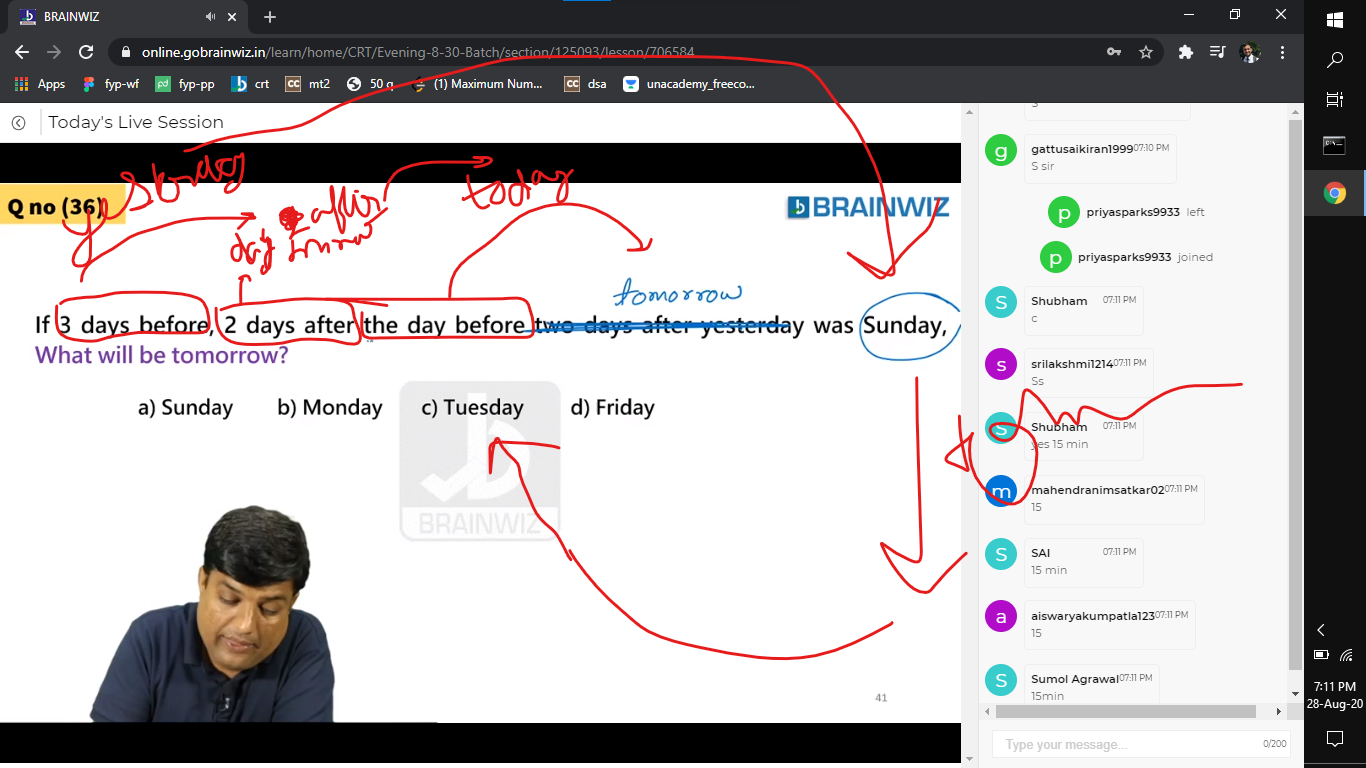 BRAINWIZ
online.gobrainwiz.in/learn/home/CRT/Evening-8-30-Batch/section/125093/lesson/706584
Apps fyp-wf fyp-pp crt CC mt2 50 q (1) Maximum Num... CC dsa unacademy_freeco...
Today's Live Session
yesterday
day after
today
Q no (36)
BRAINWIZ
tomorrow
If 3 days before, 2 days after the day before two days after yesterday was Sunday,
What will be tomorrow?
a) Sunday b) Monday c) Tuesday d) Friday
BRAINWIZ
41
S
g gattusaikiran1999 07:10 PM
S sir
p priyasparks9933 left
p priyasparks9933 joined
S Shubham 07:11 PM
c
s srilakshmi1214 07:11 PM
Ss
S Shubham 07:11 PM
yes 15 min
m mahendranimsatkar02 07:11 PM
15
S SAI 07:11 PM
15 min
a aiswaryakumpatla123 07:11 PM
15
S Sumol Agrawal 07:11 PM
15min
Type your message... 0/200
7:11 PM
28-Aug-20